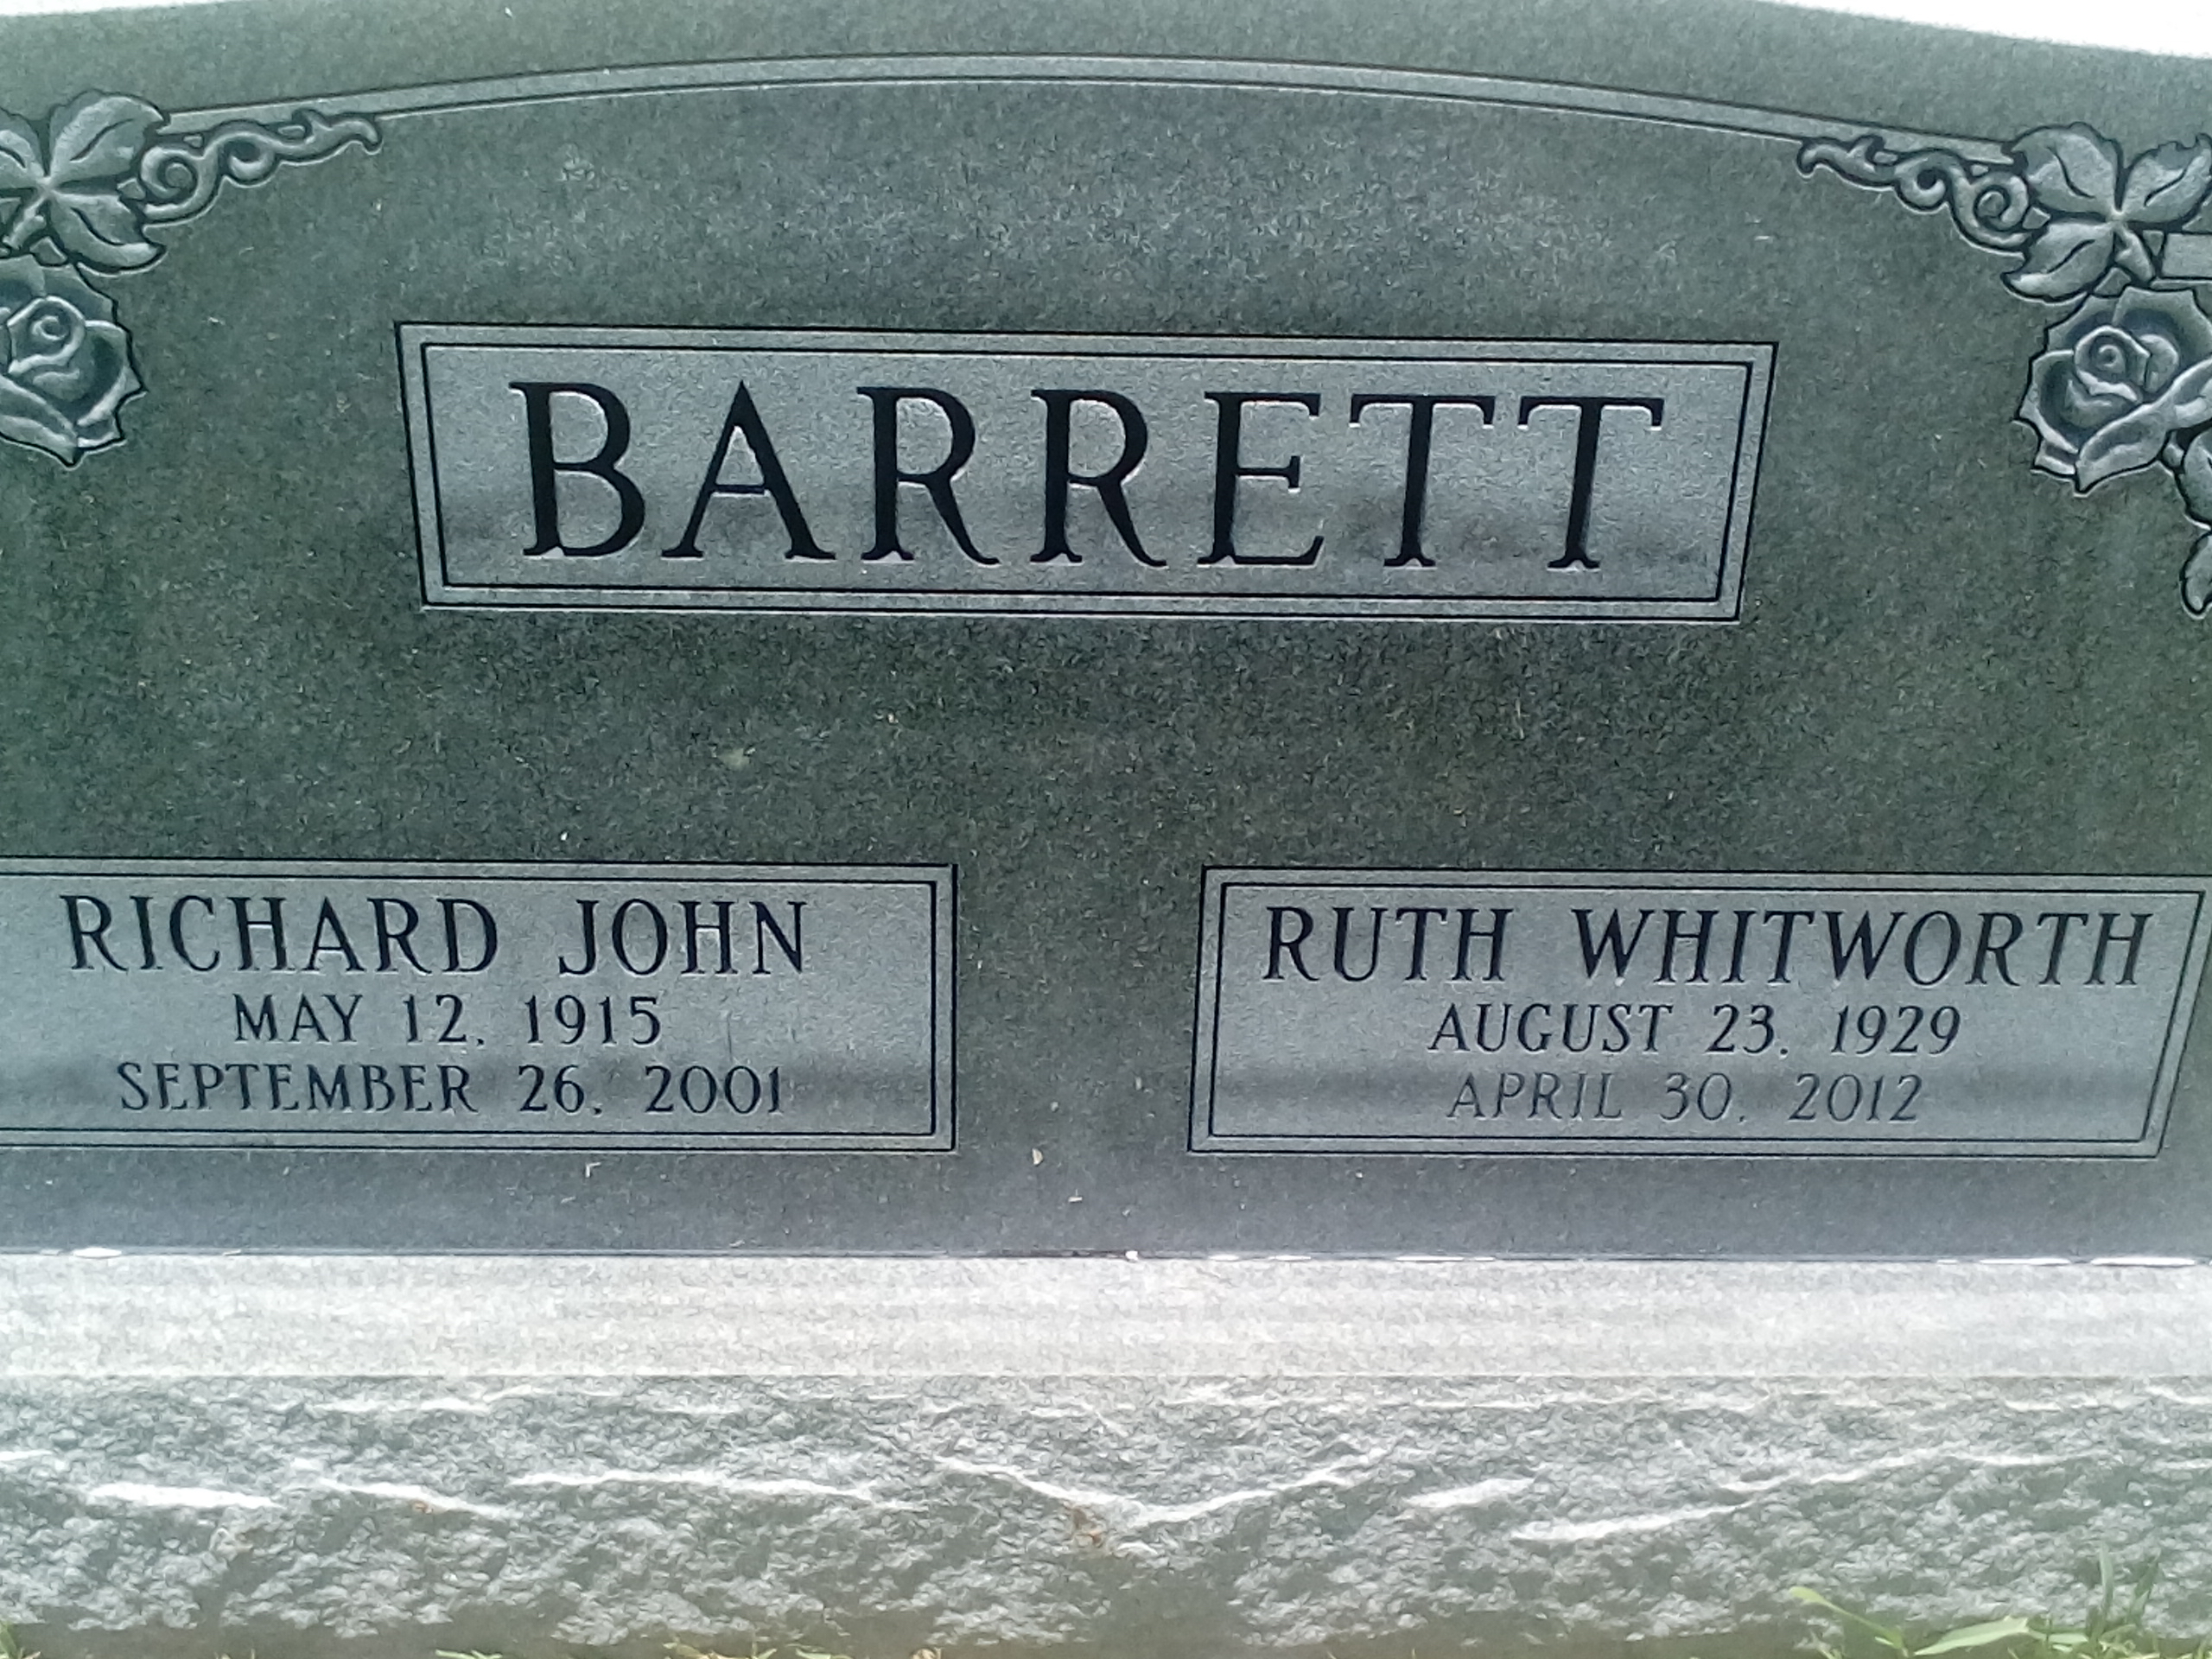 BARRETT
RICHARD JOHN
MAY 12, 1915
SEPTEMBER 26, 2001
RUTH WHITWORTH
AUGUST 23, 1929
APRIL 30, 2012